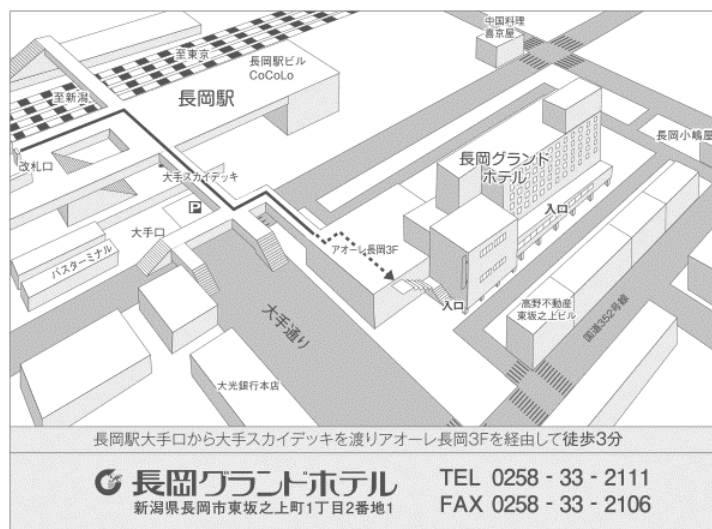 中国料理
喜京屋
至東京
長岡駅ビル
CoCoLo
至新潟
長岡駅
長岡小嶋屋
長岡グランド
ホテル
改札口
大手スカイデッキ
入口
P
大手口
アオーレ長岡3F
バスターミナル
入口
高野不動産
東坂之上ビル
国道352号線
大手通り
大光銀行本店
長岡駅大手口から大手スカイデッキを渡りアオーレ長岡3Fを経由して徒歩3分
長岡グランドホテル
新潟県長岡市東坂之上町1丁目2番地1
TEL 0258 - 33 - 2111
FAX 0258 - 33 - 2106